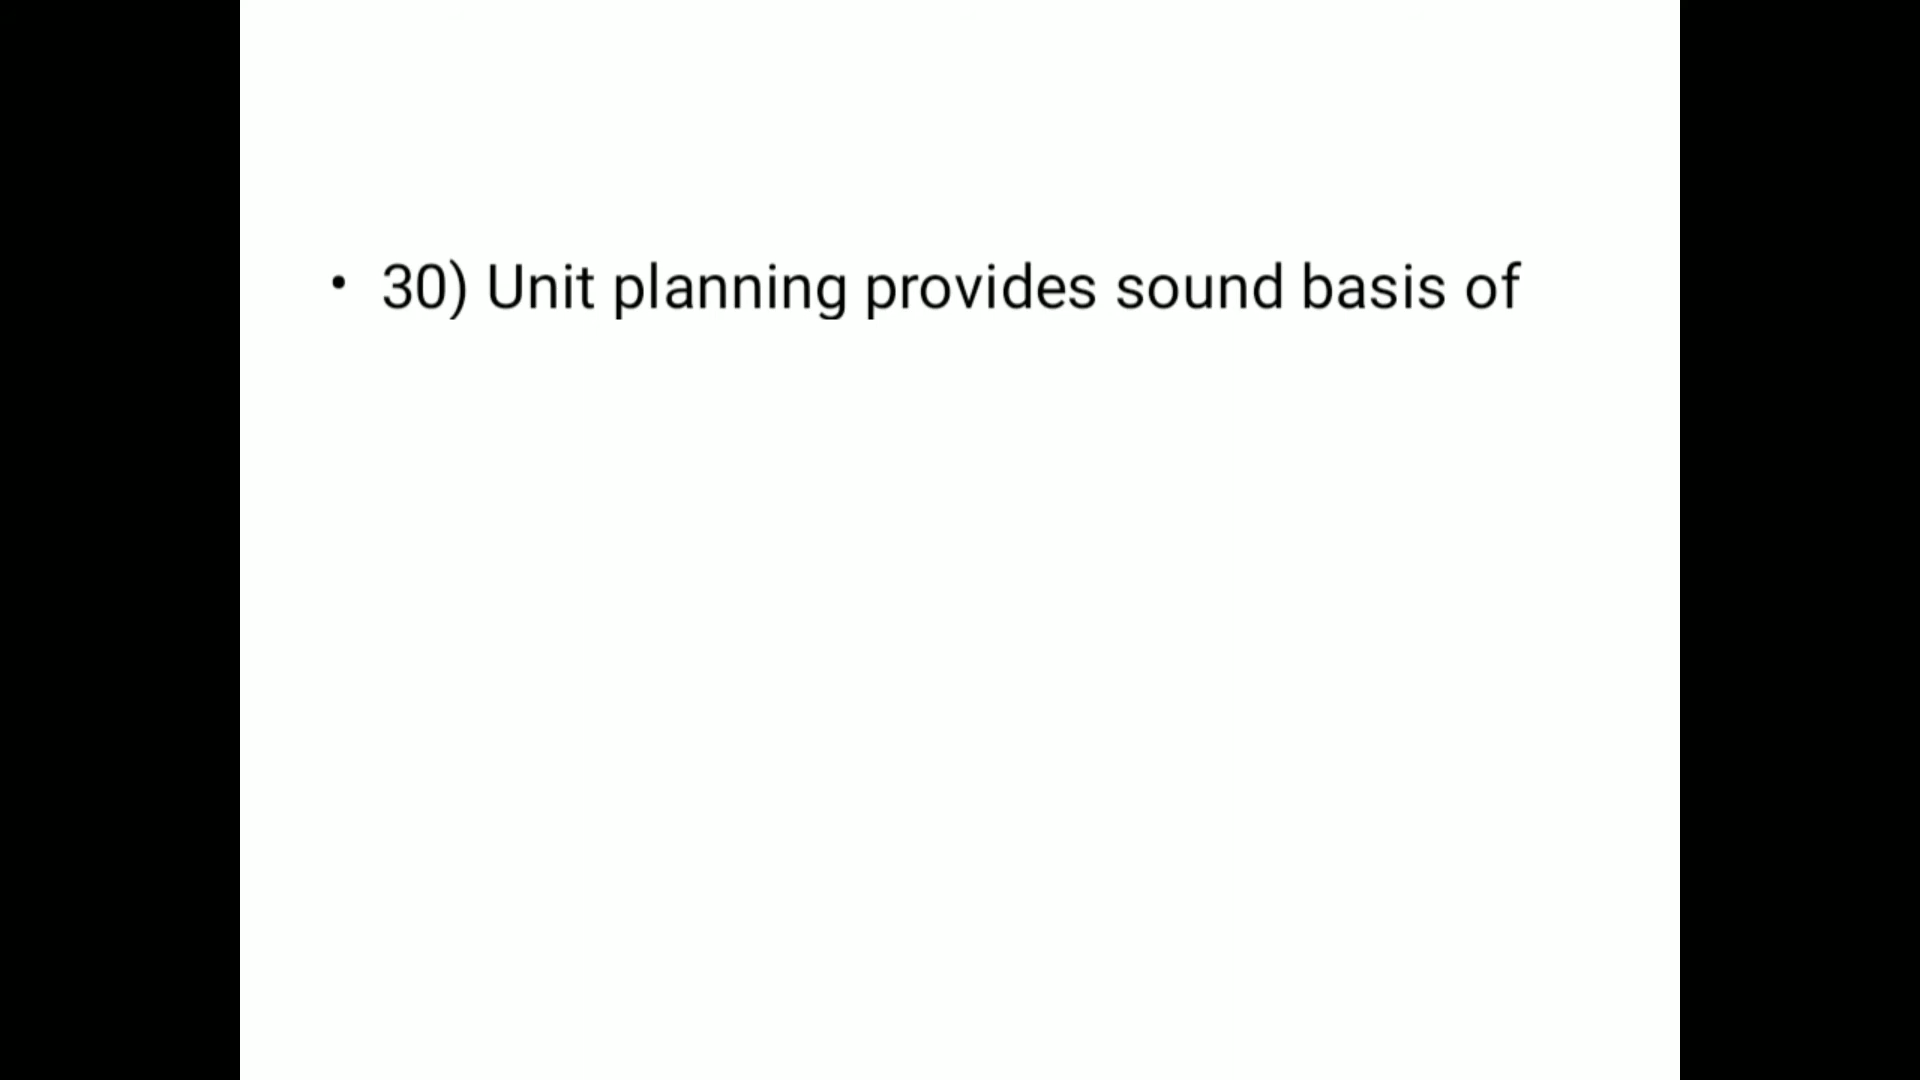 • 30) Unit planning provides sound basis of